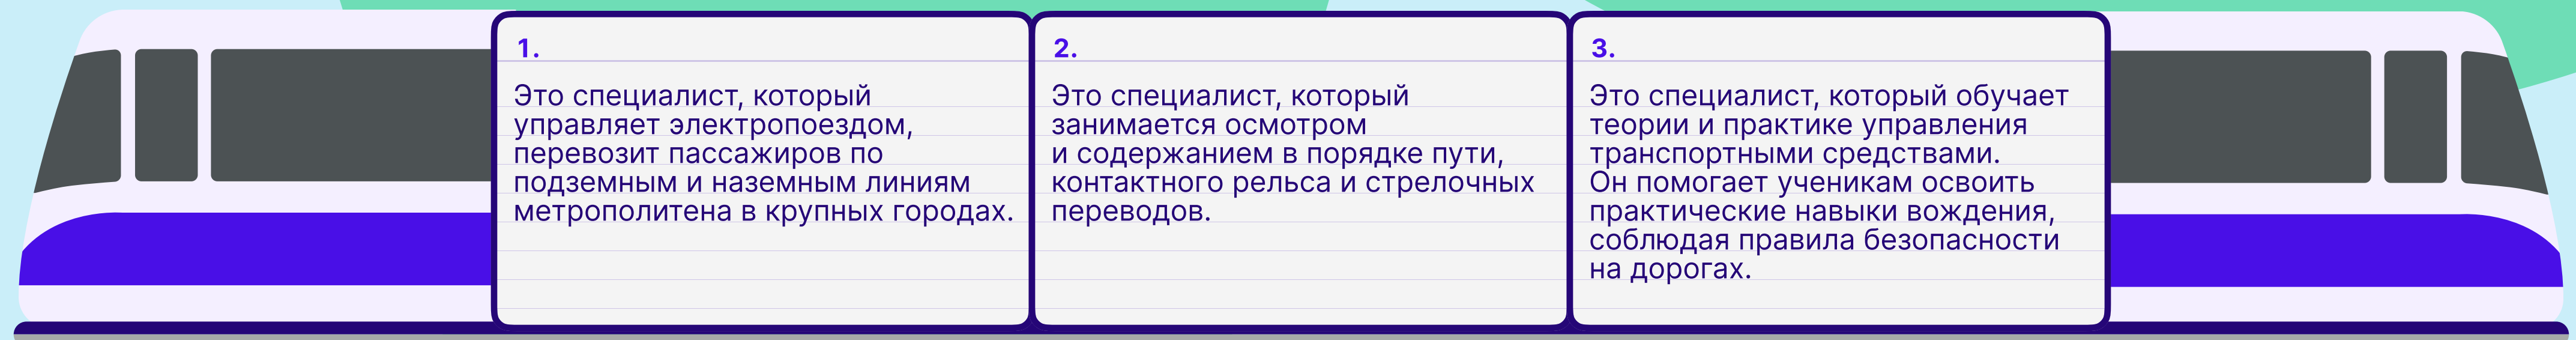 1.
Это специалист, который
управляет электропоездом,
перевозит пассажиров по
подземным и наземным линиям
метрополитена в крупных городах.
2.
Это специалист, который
занимается осмотром
и содержанием в порядке пути,
контактного рельса и стрелочных
переводов.
3.
Это специалист, который обучает
теории и практике управления
транспортными средствами.
Он помогает ученикам освоить
практические навыки вождения,
соблюдая правила безопасности
на дорогах.